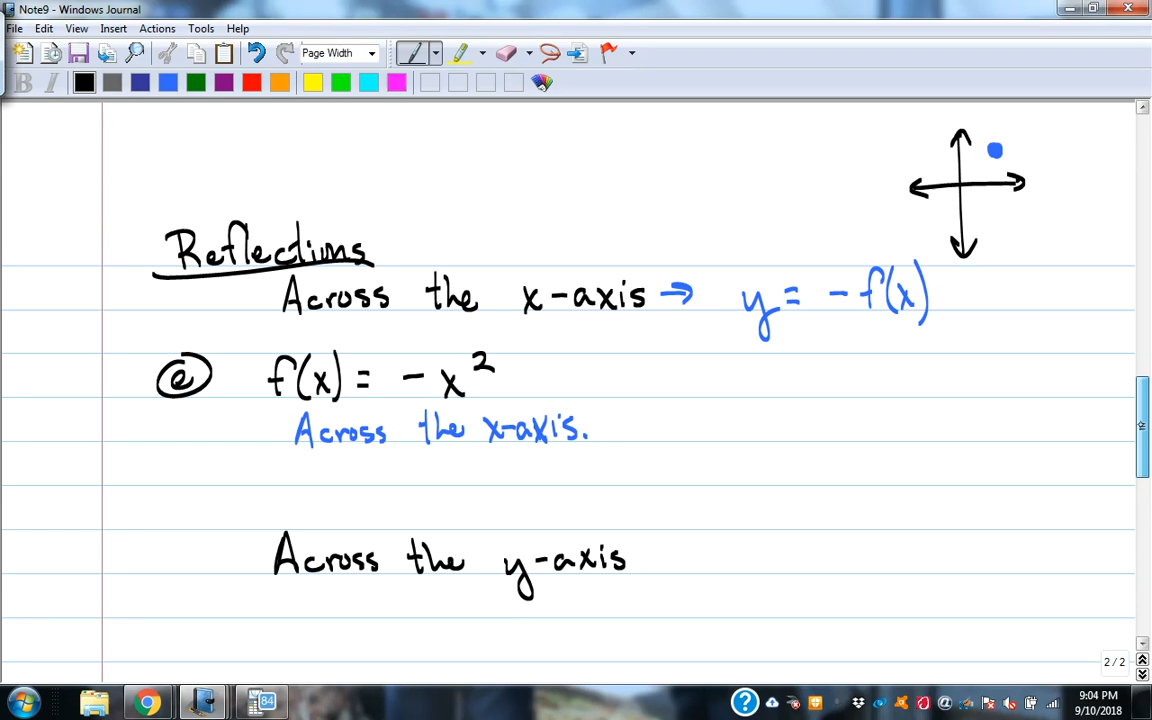 Note9 - Windows Journal
File Edit View Insert Actions Tools Help
Page Width
B I
Reflections
Across the x-axis → y = -f(x)
ⓔ f(x) = -x²
Across the x-axis.
Across the y-axis
2 / 2
84
9:04 PM
9/10/2018